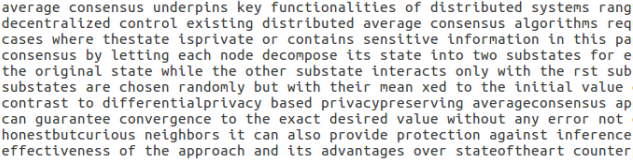 average consensus underpins key functionalities of distributed systems rang
decentralized control existing distributed average consensus algorithms req
cases where thestate isprivate or contains sensitive information in this pa
consensus by letting each node decompose its state into two substates for e
the original state while the other substate interacts only with the rst sub
substates are chosen randomly but with their mean xed to the initial value
contrast to differentialprivacy based privacypreserving averageconsensus ap
can guarantee convergence to the exact desired value without any error not
honestbutcurious neighbors it can also provide protection against inference
effectiveness of the approach and its advantages over stateoftheart counter